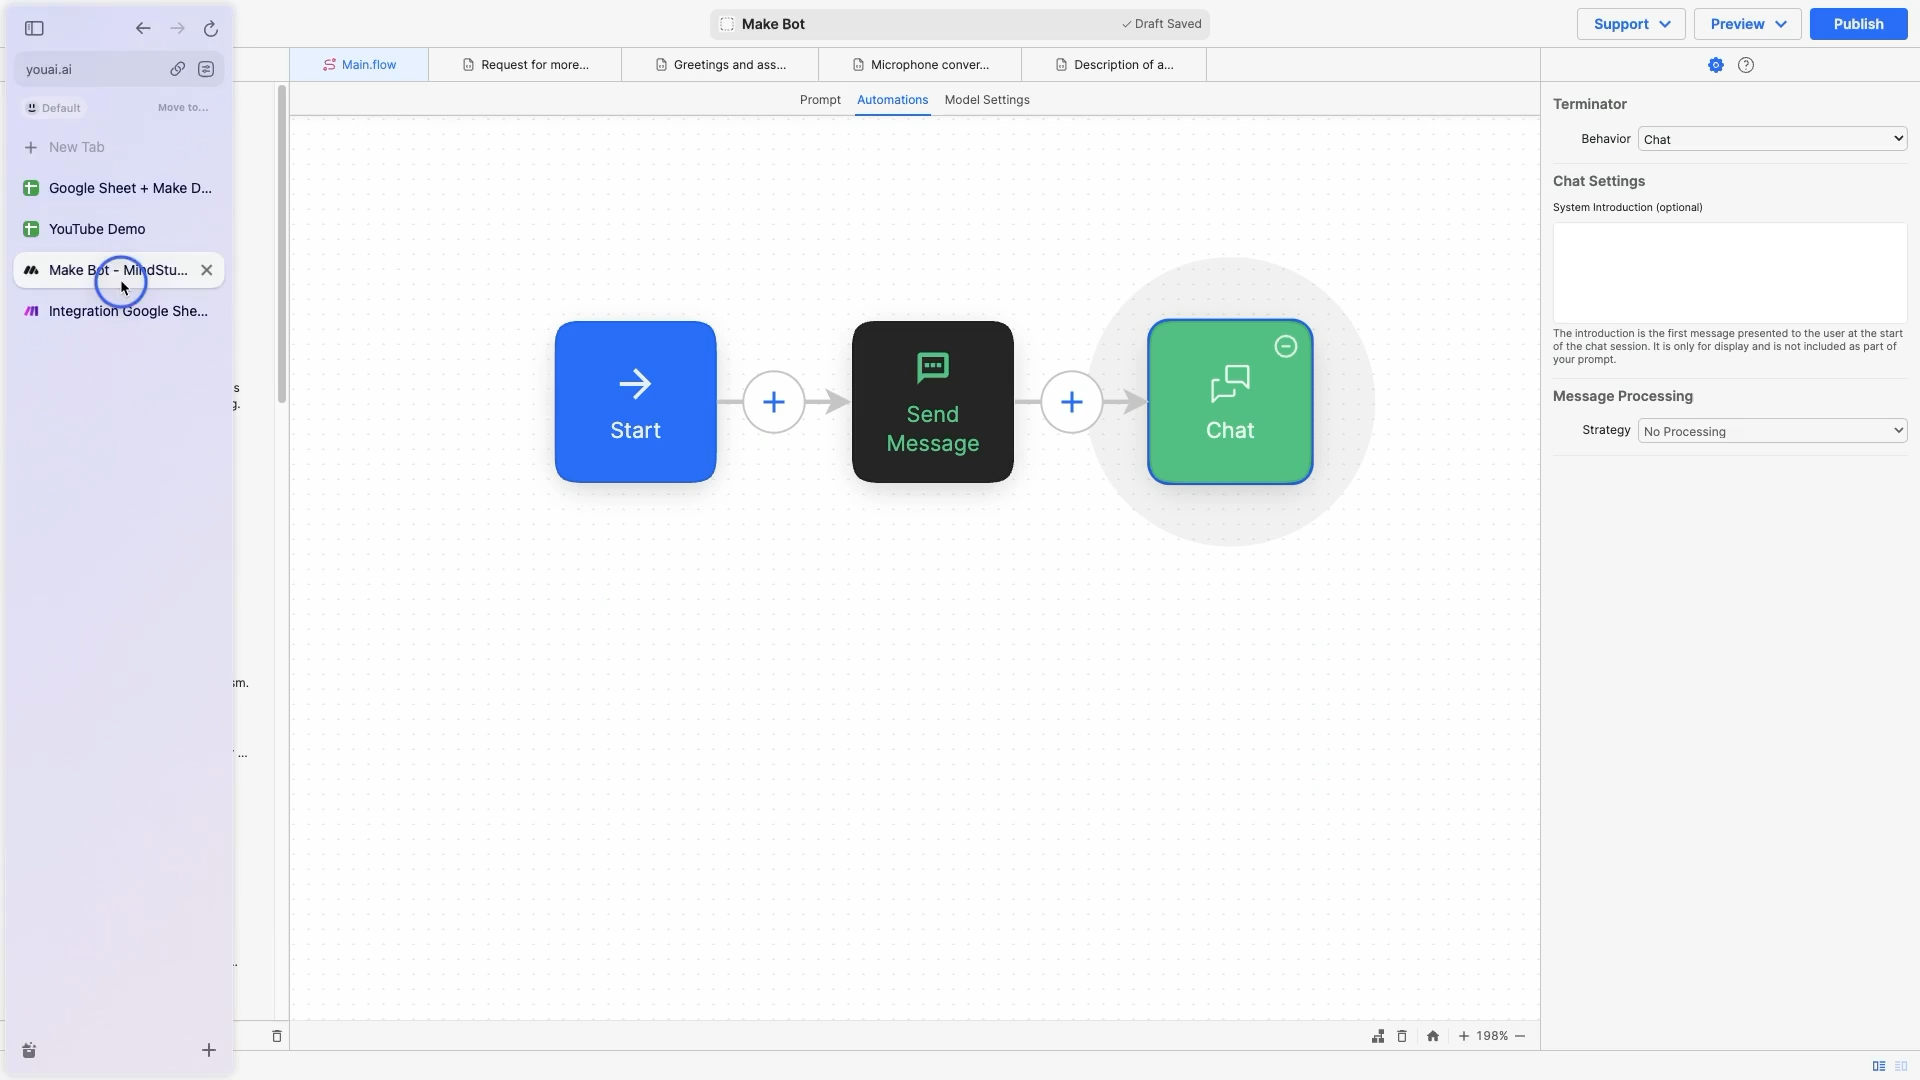 Make Bot
Draft Saved
Support
Preview
Publish
youai.ai
Default
Move to...
New Tab
Google Sheet + Make D...
YouTube Demo
Make Bot - MindStu...
Integration Google She...
Main.flow
Request for more...
Greetings and ass...
Microphone conver...
Description of a...
Prompt
Automations
Model Settings
Start
Send
Message
Chat
Terminator
Behavior
Chat
Chat Settings
System Introduction (optional)
The introduction is the first message presented to the user at the start
of the chat session. It is only for display and is not included as part of
your prompt.
Message Processing
Strategy
No Processing
198%